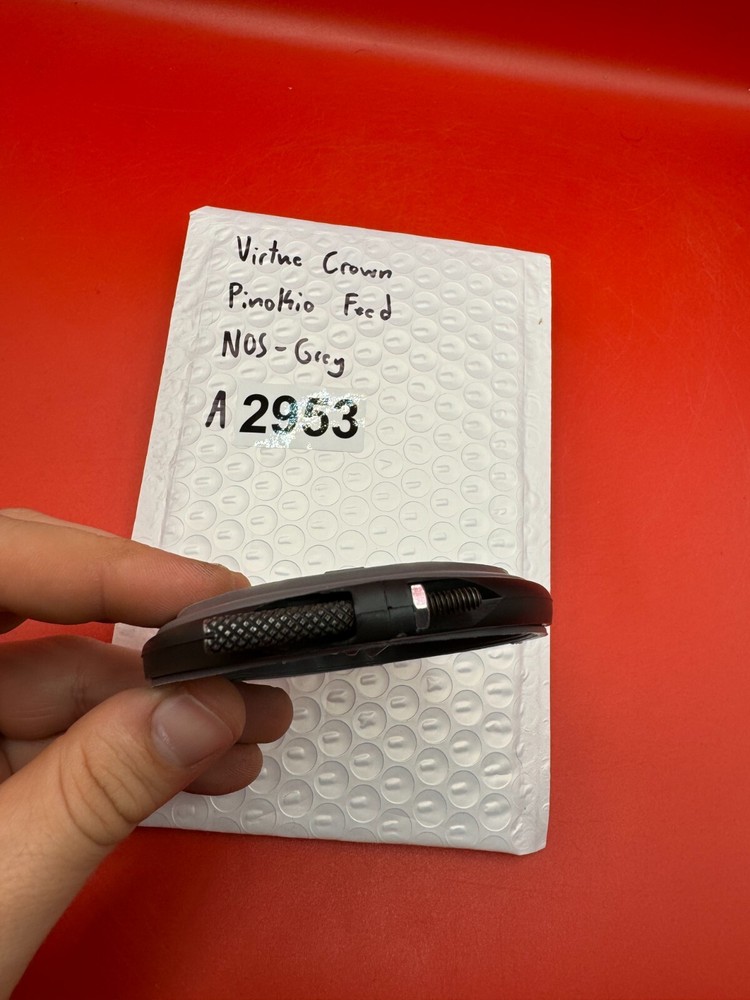 Virtue Crown
Pinokio Feed
NOS-Grey
A 2953